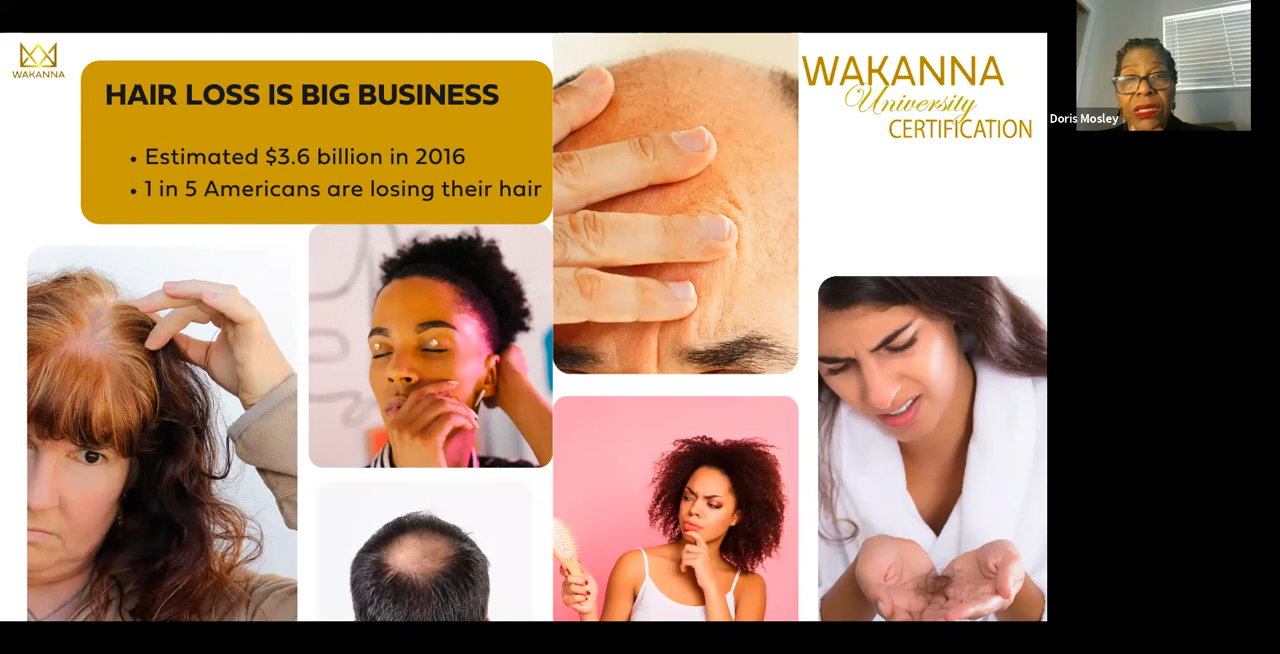 WAKANNA
HAIR LOSS IS BIG BUSINESS
• Estimated $3.6 billion in 2016
• 1 in 5 Americans are losing their hair
WAKANNA
University
CERTIFICATION
Doris Mosley